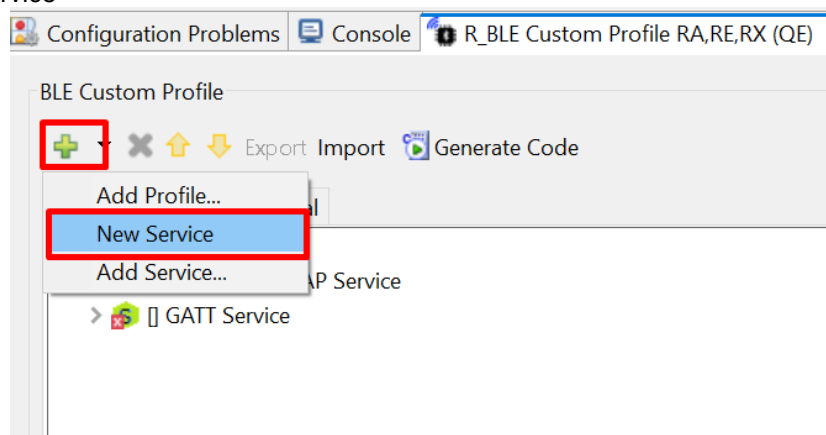 Configuration Problems Console R_BLE Custom Profile RA,RE,RX (QE)
BLE Custom Profile
Export Import Generate Code
Add Profile...
New Service
Add Service...
AP Service
[] GATT Service